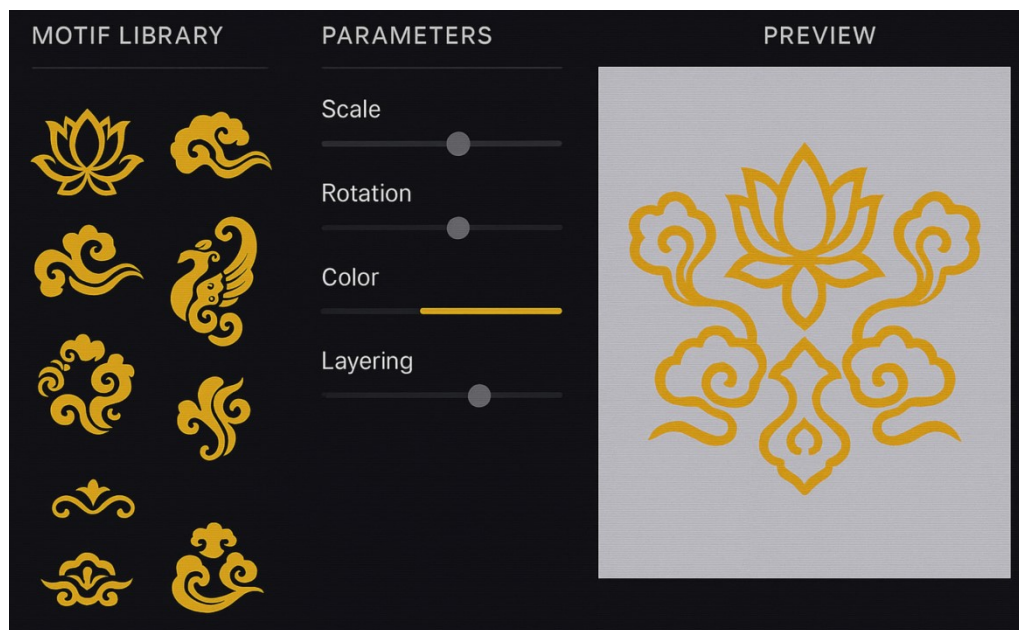 MOTIF LIBRARY
PARAMETERS
PREVIEW
Scale
Rotation
Color
Layering